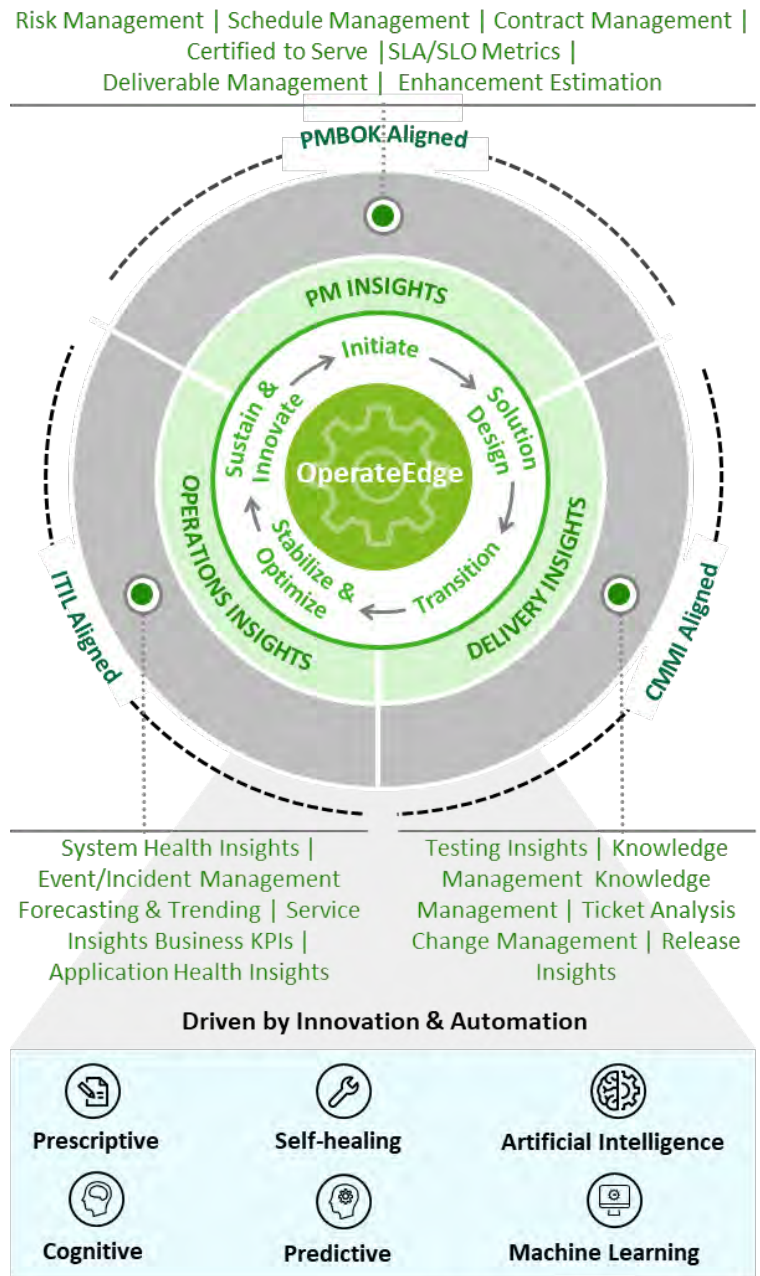 Risk Management | Schedule Management | Contract Management |
Certified to Serve |SLA/SLO Metrics |
Deliverable Management | Enhancement Estimation
PMBOK Aligned
PM INSIGHTS
Initiate
Solution
Design
Transition
Stabilize &
Optimize
Sustain &
Innovate
OperateEdge
OPERATIONS INSIGHTS
DELIVERY INSIGHTS
ITIL Aligned
CMMI Aligned
System Health Insights |
Event/Incident Management
Forecasting & Trending | Service
Insights Business KPIs |
Application Health Insights
Testing Insights | Knowledge
Management Knowledge
Management | Ticket Analysis
Change Management | Release
Insights
Driven by Innovation & Automation
Prescriptive
Self-healing
Artificial Intelligence
Cognitive
Predictive
Machine Learning